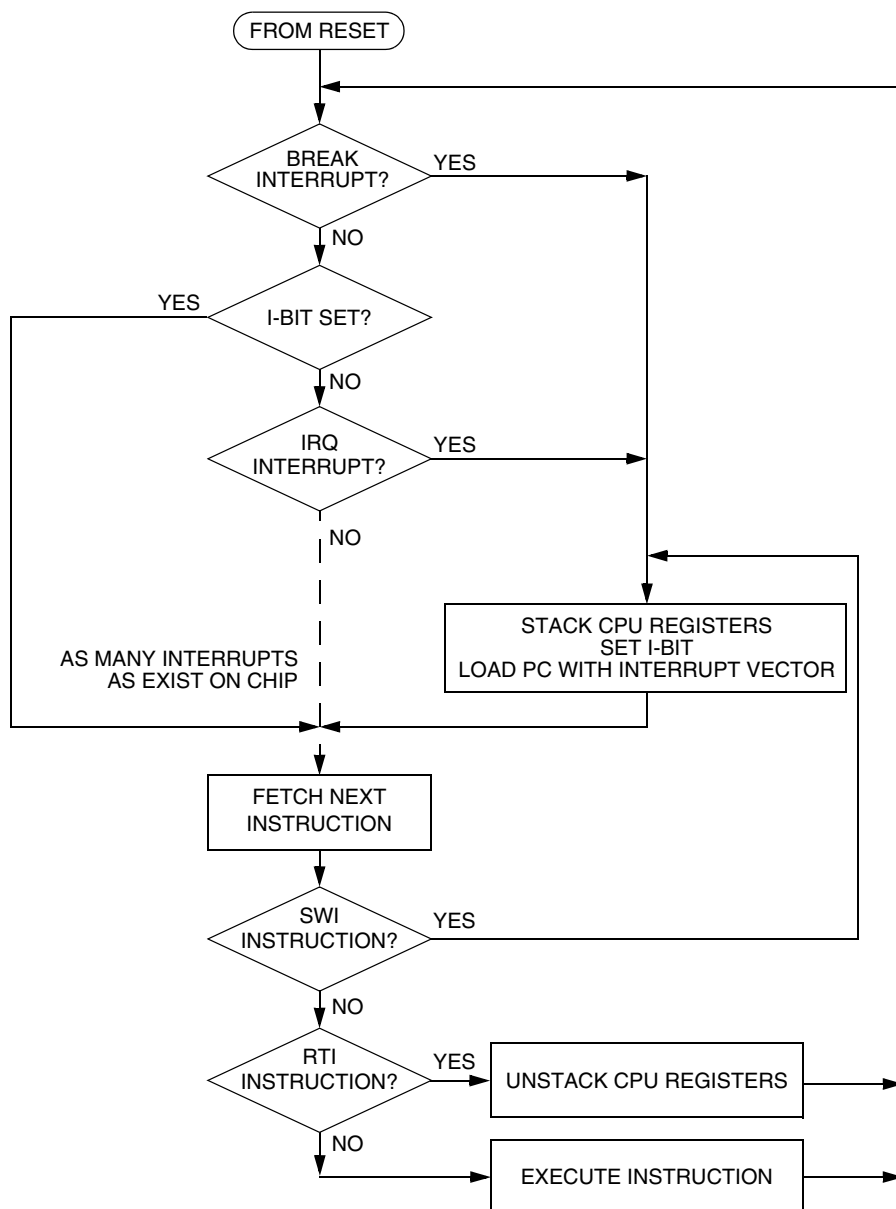 FROM RESET
BREAK
INTERRUPT?
YES
NO
YES
I-BIT SET?
NO
IRQ
INTERRUPT?
YES
NO
STACK CPU REGISTERS
SET I-BIT
LOAD PC WITH INTERRUPT VECTOR
AS MANY INTERRUPTS
AS EXIST ON CHIP
FETCH NEXT
INSTRUCTION
SWI
INSTRUCTION?
YES
NO
RTI
INSTRUCTION?
YES
UNSTACK CPU REGISTERS
NO
EXECUTE INSTRUCTION